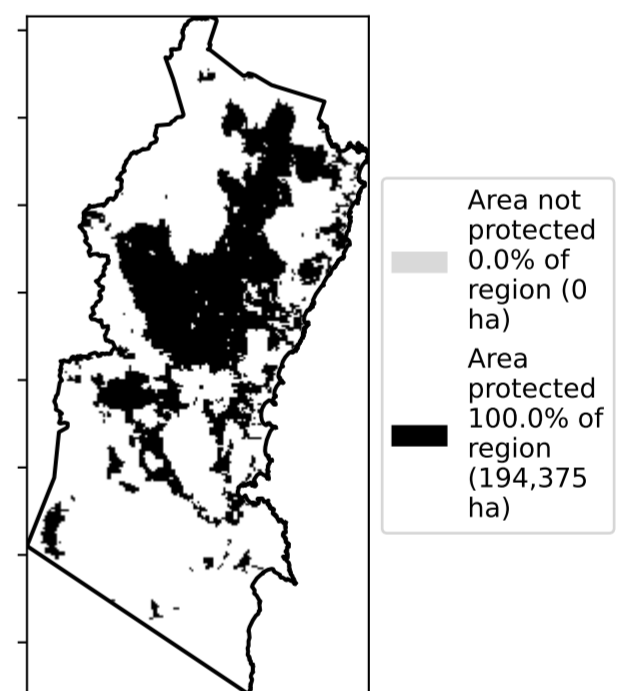 Area not
protected
0.0% of
region (0
ha)
Area
protected
100.0% of
region
(194,375
ha)